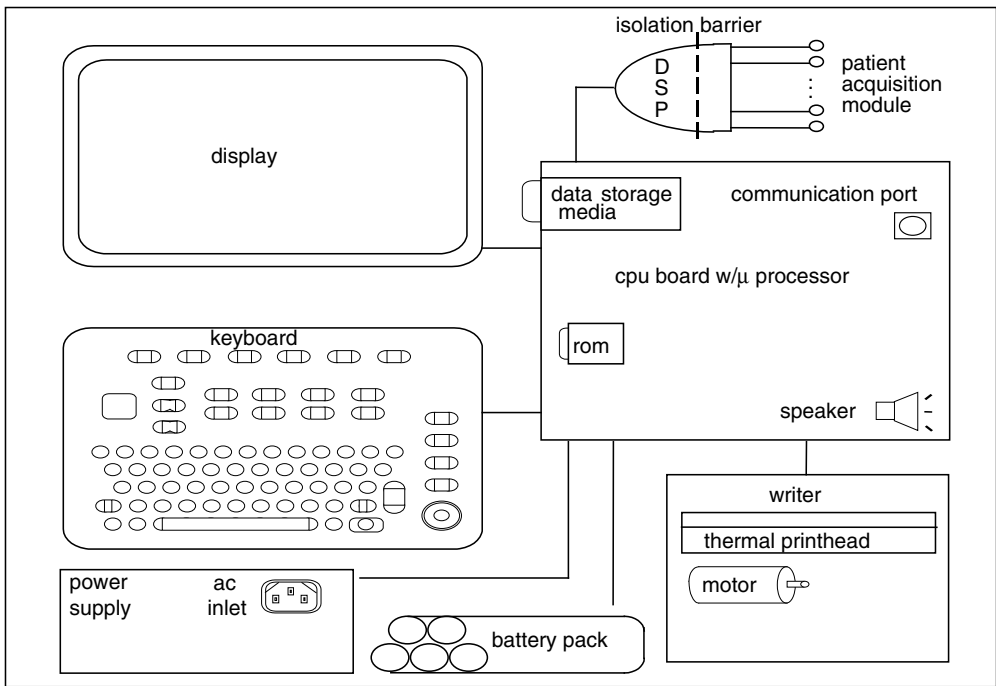 isolation barrier
D
S
P
patient
acquisition
module
display
data storage
media
communication port
cpu board w/μ processor
rom
keyboard
speaker
writer
thermal printhead
motor
power
supply
ac
inlet
battery pack